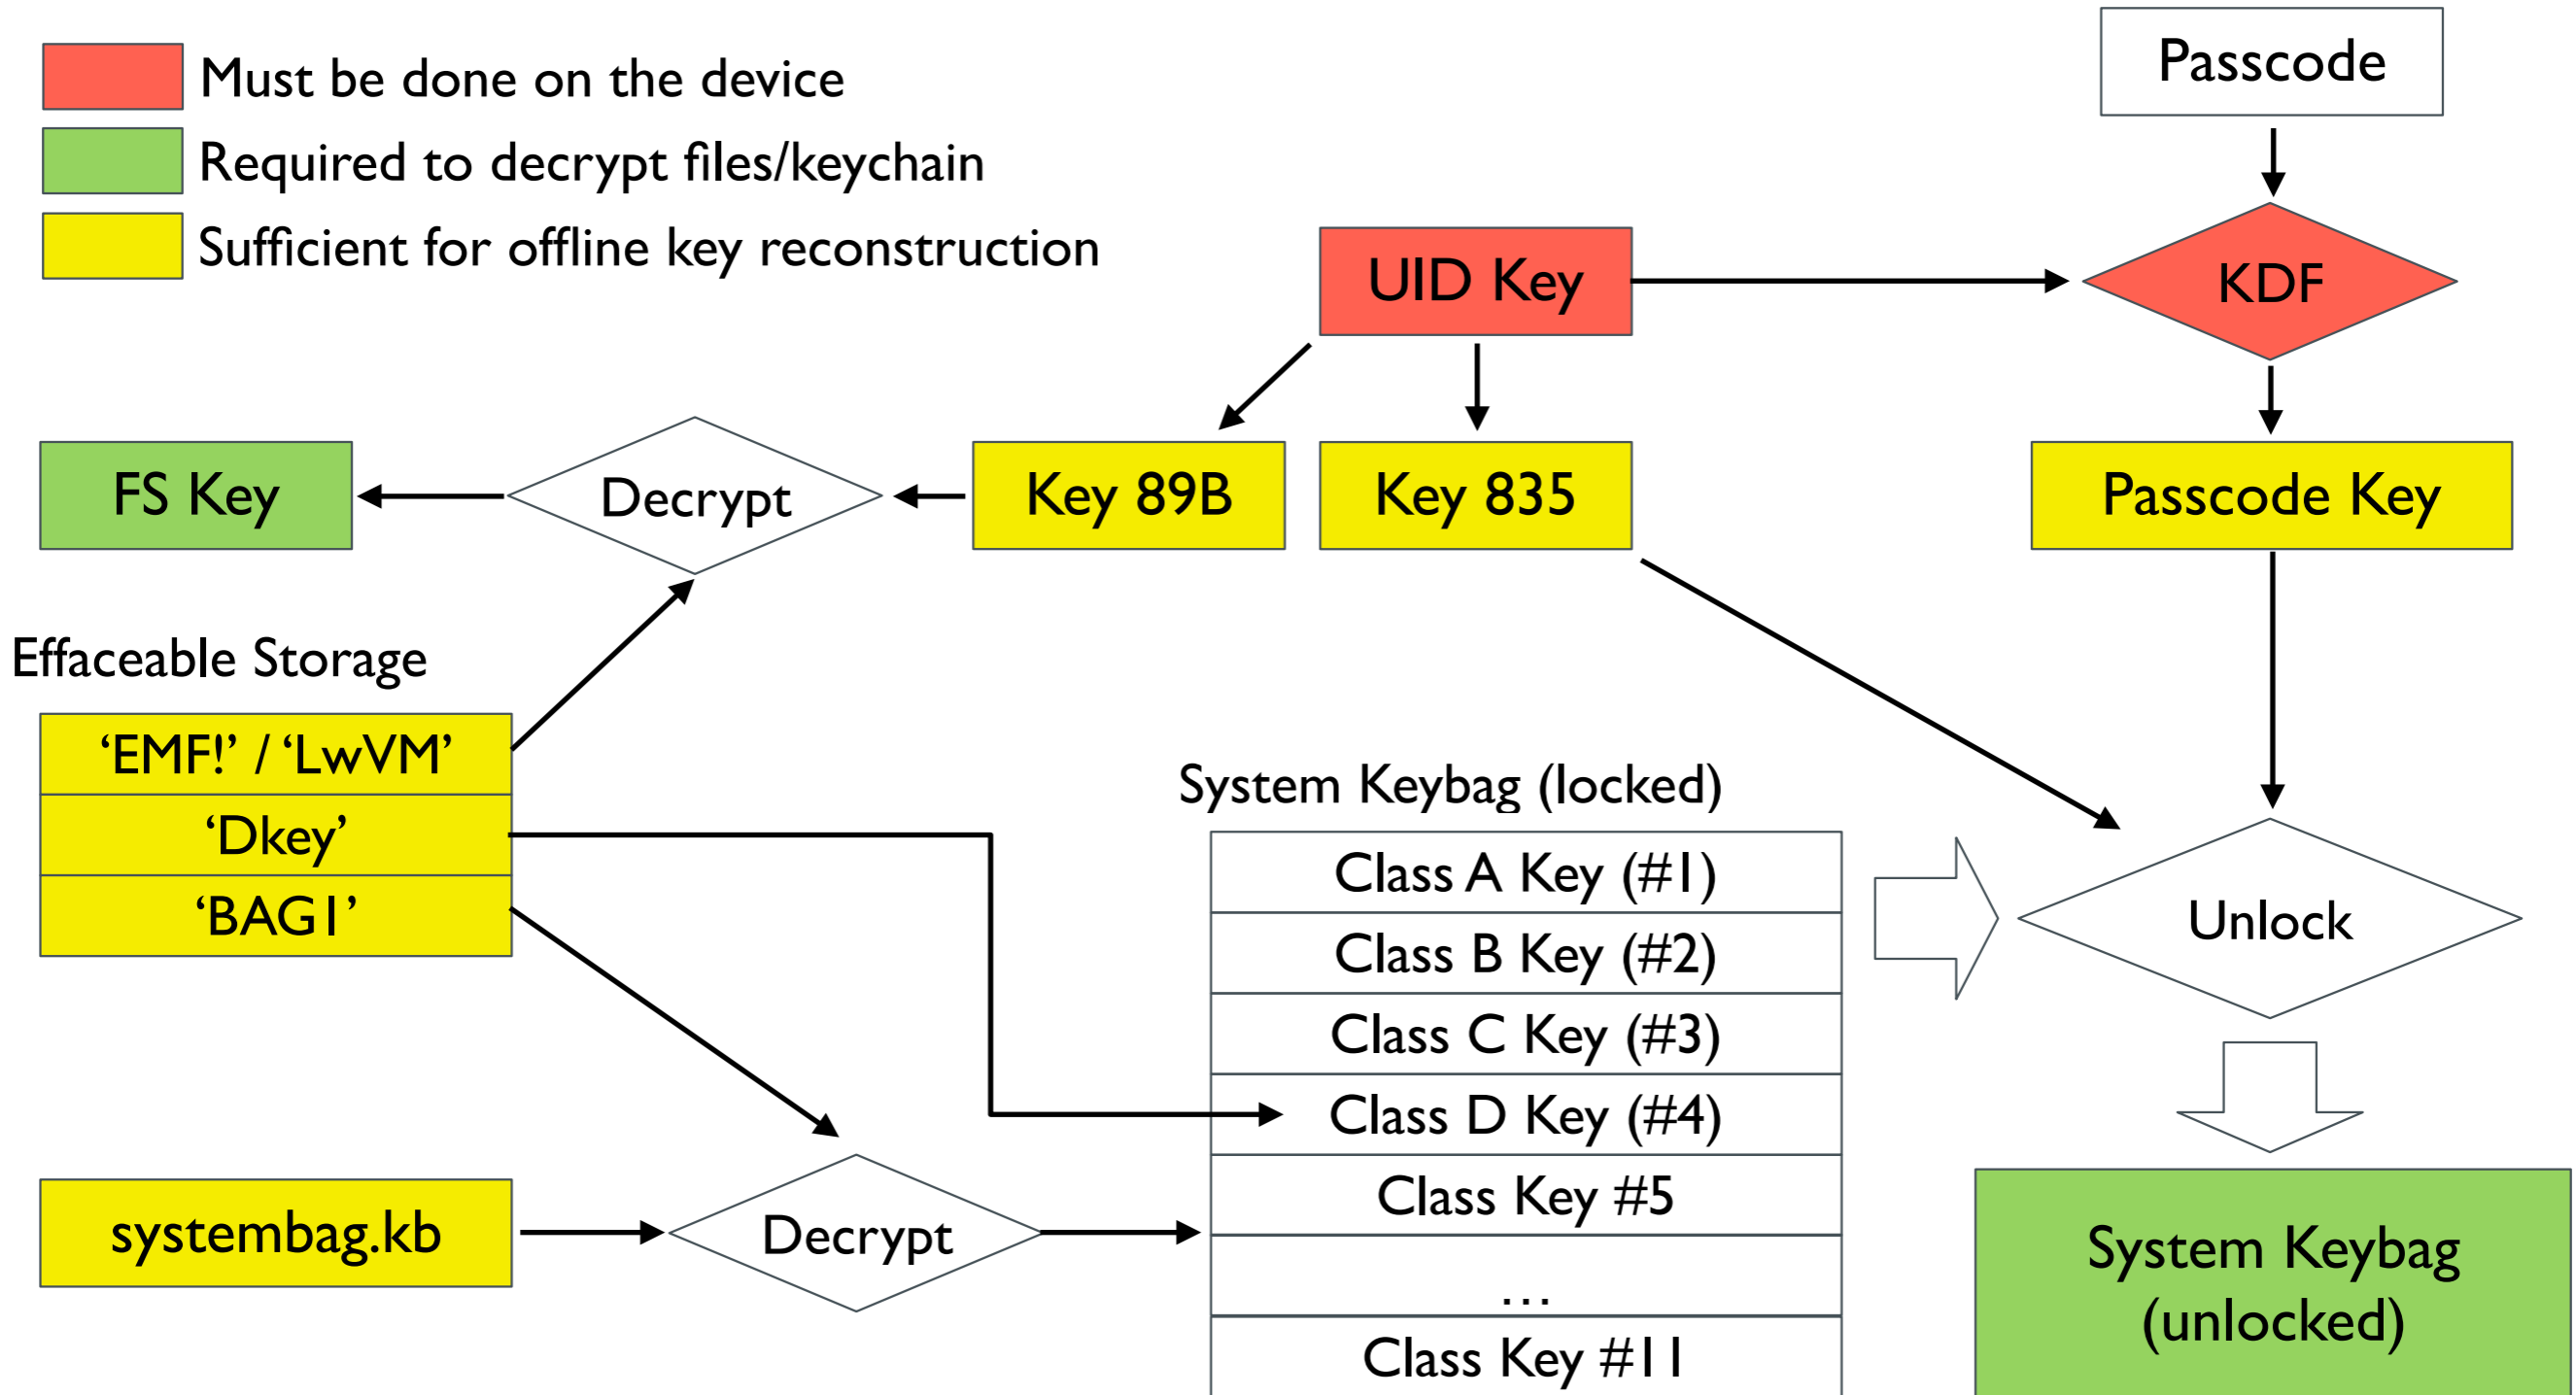 Must be done on the device
Required to decrypt files/keychain
Sufficient for offline key reconstruction
Passcode
UID Key
KDF
FS Key
Decrypt
Key 89B
Key 835
Passcode Key
Effaceable Storage
‘EMF!’ / ‘LwVM’
‘Dkey’
‘BAG1’
System Keybag (locked)
Class A Key (#1)
Class B Key (#2)
Class C Key (#3)
Class D Key (#4)
Class Key #5
…
Class Key #11
Unlock
systembag.kb
Decrypt
System Keybag
(unlocked)